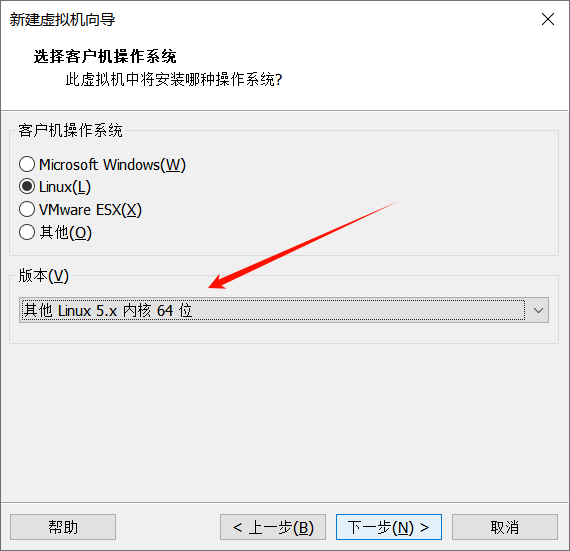 新建虚拟机向导
选择客户机操作系统
此虚拟机中将安装哪种操作系统?
客户机操作系统
Microsoft Windows(W)
Linux(L)
VMware ESX(X)
其他(O)
版本(V)
其他 Linux 5.x 内核 64 位
帮助
< 上一步(B)
下一步(N) >
取消